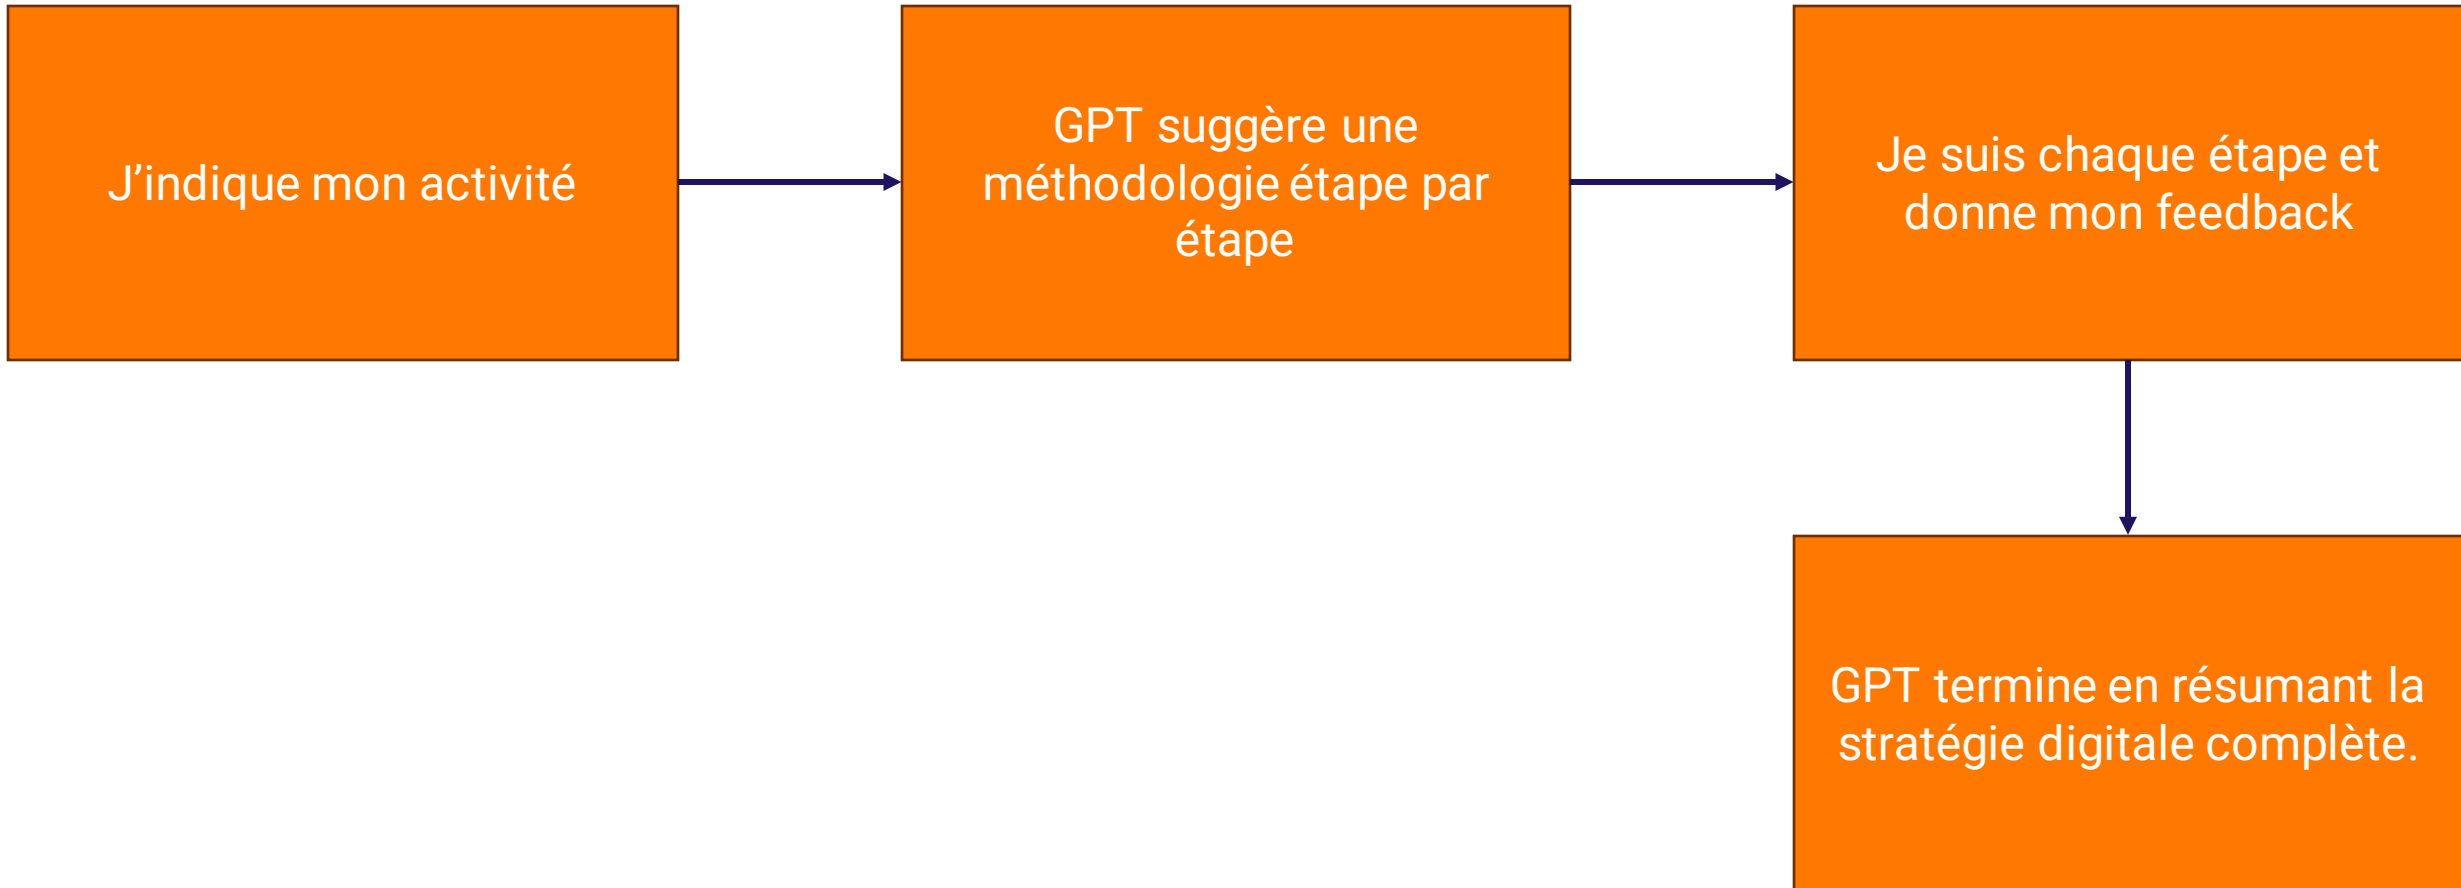 J’indique mon activité
GPT suggère une
méthodologie étape par
étape
Je suis chaque étape et
donne mon feedback
GPT termine en résumant la
stratégie digitale complète.